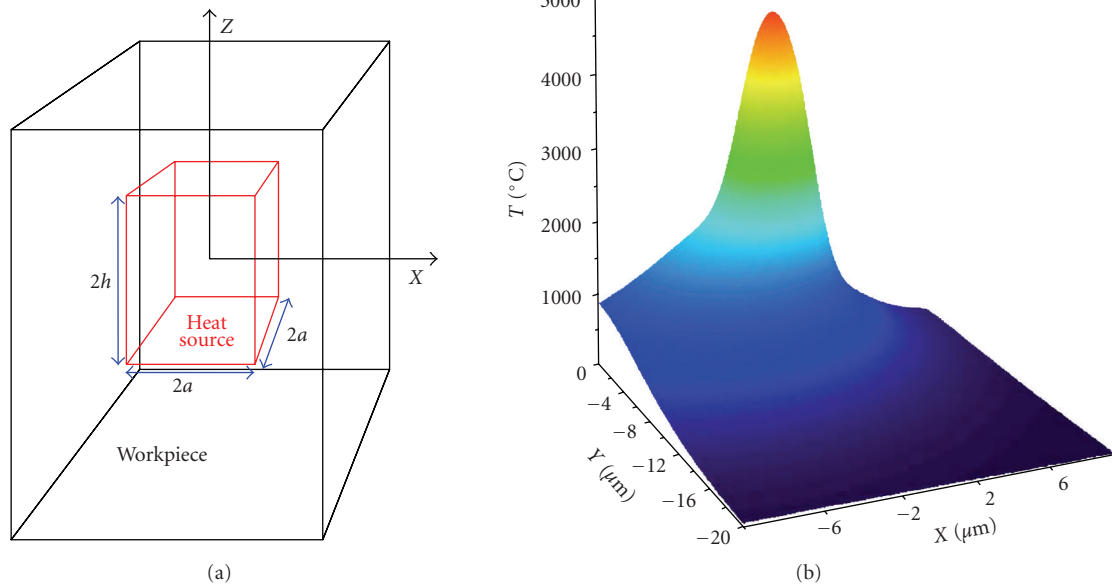 Z
X
2h
Heat
source
2a
2a
Workpiece
(a)
5000
4000
3000
2000
1000
T (°C)
0
−4
−8
−12
−16
−20
Y (μm)
−6
−2
2
6
X (μm)
(b)